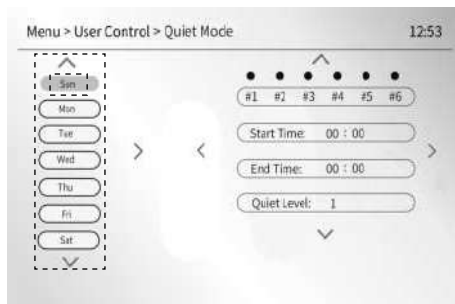 Menu > User Control > Quiet Mode 12:53
Sun
Mon
Tue
Wed
Thu
Fri
Sat
#1 #2 #3 #4 #5 #6
Start Time: 00 : 00
End Time: 00 : 00
Quiet Level: 1